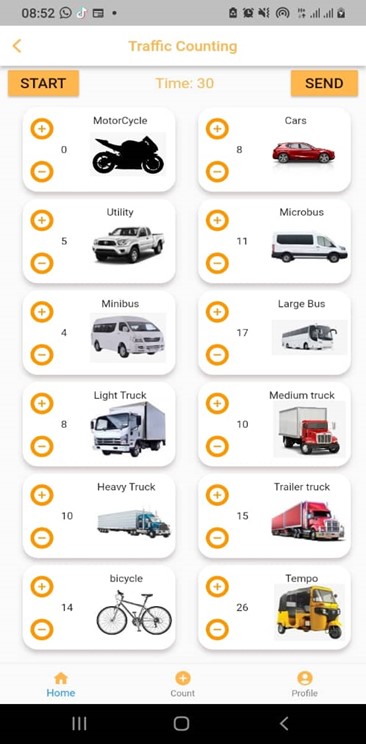 08:52
Traffic Counting
START Time: 30 SEND
MotorCycle
0
Cars
8
Utility
5
Microbus
11
Minibus
4
Large Bus
17
Light Truck
8
Medium truck
10
Heavy Truck
10
Trailer truck
15
bicycle
14
Tempo
26
Home Count Profile